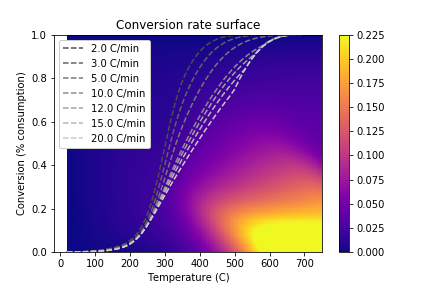 Conversion rate surface
Conversion (% consumption)
1.0
0.8
0.6
0.4
0.2
0.0
2.0 C/min
3.0 C/min
5.0 C/min
10.0 C/min
12.0 C/min
15.0 C/min
20.0 C/min
0 100 200 300 400 500 600 700
Temperature (C)
0.225
0.200
0.175
0.150
0.125
0.100
0.075
0.050
0.025
0.000